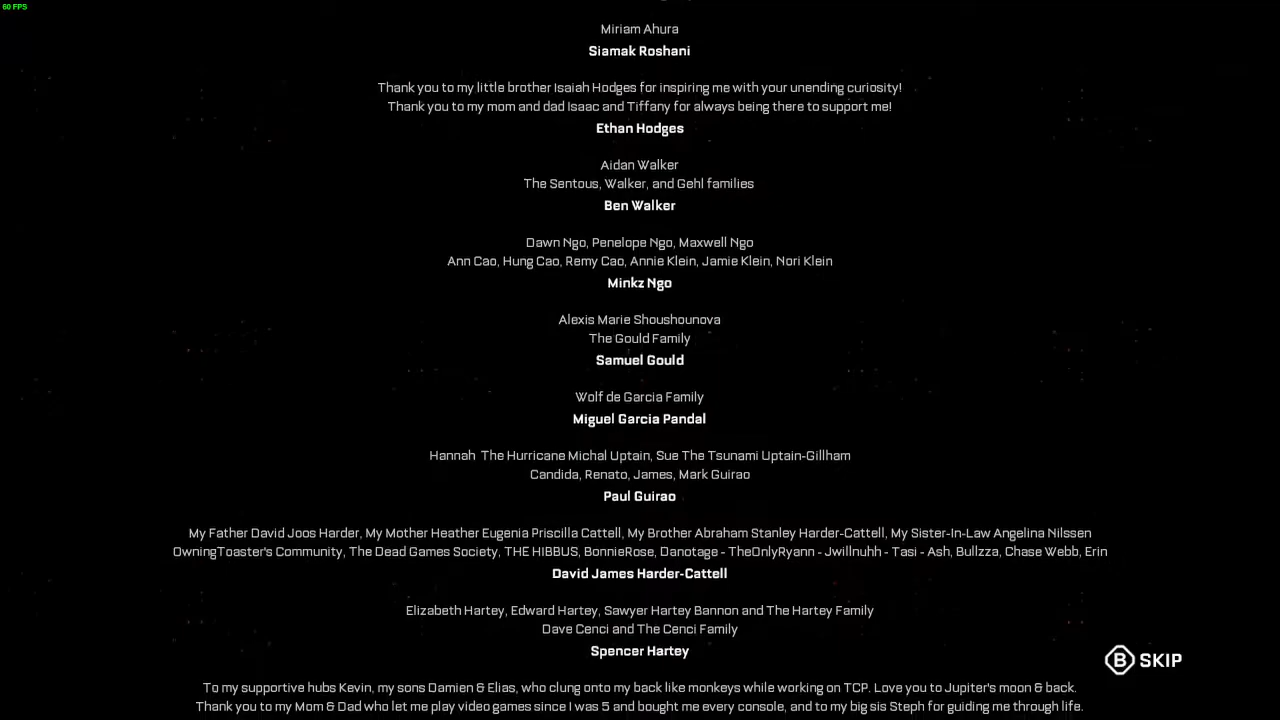 60 FPS
Miriam Ahura
Siamak Roshani
Thank you to my little brother Isaiah Hodges for inspiring me with your unending curiosity!
Thank you to my mom and dad Isaac and Tiffany for always being there to support me!
Ethan Hodges
Aidan Walker
The Sentous, Walker, and Gehl families
Ben Walker
Dawn Ngo, Penelope Ngo, Maxwell Ngo
Ann Cao, Hung Cao, Remy Cao, Annie Klein, Jamie Klein, Nori Klein
Minkz Ngo
Alexis Marie Shoushounova
The Gould Family
Samuel Gould
Wolf de Garcia Family
Miguel Garcia Pandal
Hannah The Hurricane Michal Uptain, Sue The Tsunami Uptain-Gillham
Candida, Renato, James, Mark Guirao
Paul Guirao
My Father David Joos Harder, My Mother Heather Eugenia Priscilla Cattell, My Brother Abraham Stanley Harder-Cattell, My Sister-In-Law Angelina Nilssen
OwningToaster's Community, The Dead Games Society, THE HIBBUS, BonnieRose, Danotage - TheOnlyRyann - Jwillnuhh - Tasi - Ash, Bullzza, Chase Webb, Erin
David James Harder-Cattell
Elizabeth Hartey, Edward Hartey, Sawyer Hartey Bannon and The Hartey Family
Dave Cenci and The Cenci Family
Spencer Hartey
B SKIP
To my supportive hubs Kevin, my sons Damien & Elias, who clung onto my back like monkeys while working on TCP. Love you to Jupiter's moon & back.
Thank you to my Mom & Dad who let me play video games since I was 5 and bought me every console, and to my big sis Steph for guiding me through life.